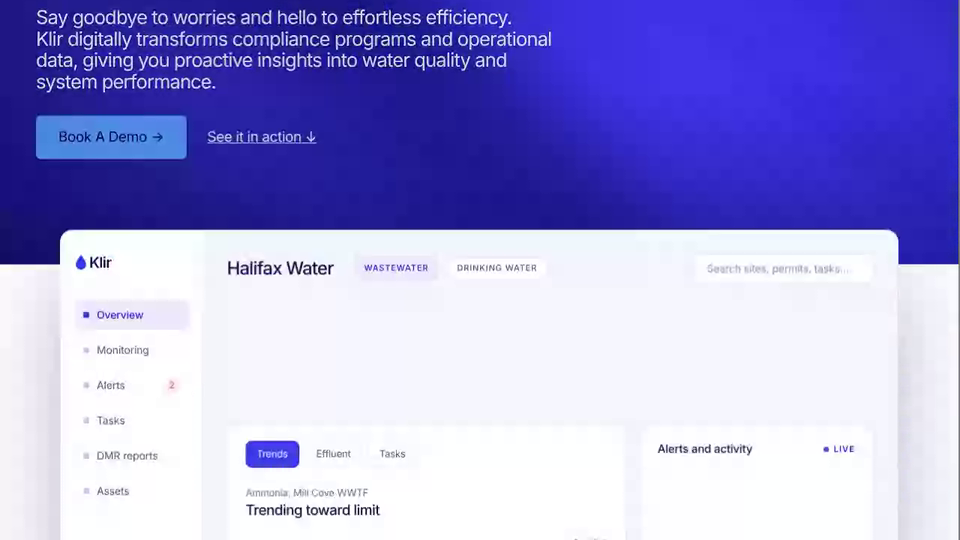 Say goodbye to worries and hello to effortless efficiency.
Klir digitally transforms compliance programs and operational
data, giving you proactive insights into water quality and
system performance.
Book A Demo →
See it in action ↓
Klir
Halifax Water
WASTEWATER
DRINKING WATER
Search sites, permits, tasks...
Overview
Monitoring
Alerts
2
Tasks
DMR reports
Assets
Trends
Effluent
Tasks
Ammonia, Mill Cove WWTF
Trending toward limit
Alerts and activity
LIVE